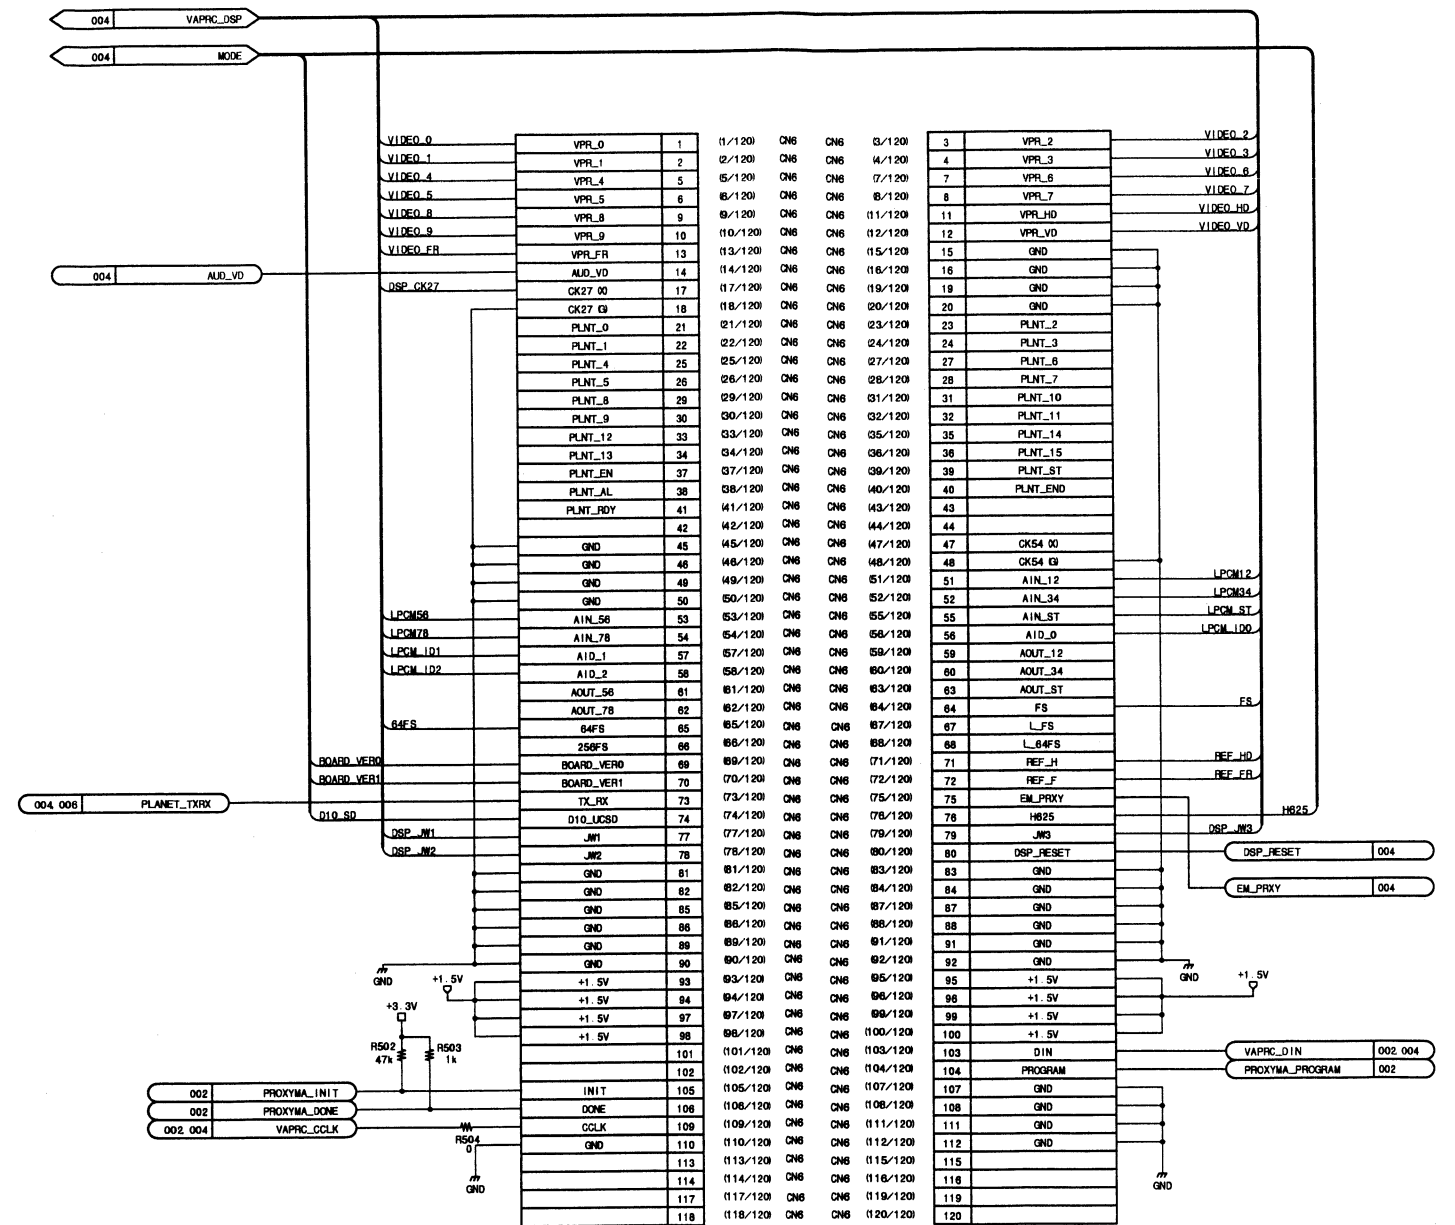 004 VAPRC_DSP
004 MODE
VIDEO_0 VPR_0 1 (1/120) CN6 CN6 (3/120) 3 VPR_2 VIDEO_2
VIDEO_1 VPR_1 2 (2/120) CN6 CN6 (4/120) 4 VPR_3 VIDEO_3
VIDEO_4 VPR_4 5 (5/120) CN6 CN6 (7/120) 7 VPR_6 VIDEO_6
VIDEO_5 VPR_5 6 (6/120) CN6 CN6 (8/120) 8 VPR_7 VIDEO_7
VIDEO_8 VPR_8 9 (9/120) CN6 CN6 (11/120) 11 VPR_HD VIDEO_HD
VIDEO_9 VPR_9 10 (10/120) CN6 CN6 (12/120) 12 VPR_VD VIDEO_VD
VIDEO_FR VPR_FR 13 (13/120) CN6 CN6 (15/120) 15 GND
004 AUD_VD AUD_VD 14 (14/120) CN6 CN6 (16/120) 16 GND
DSP_CK27 CK27 (X) 17 (17/120) CN6 CN6 (19/120) 19 GND
CK27 (G) 18 (18/120) CN6 CN6 (20/120) 20 GND
PLNT_0 21 (21/120) CN6 CN6 (23/120) 23 PLNT_2
PLNT_1 22 (22/120) CN6 CN6 (24/120) 24 PLNT_3
PLNT_4 25 (25/120) CN6 CN6 (27/120) 27 PLNT_6
PLNT_5 26 (26/120) CN6 CN6 (28/120) 28 PLNT_7
PLNT_8 29 (29/120) CN6 CN6 (31/120) 31 PLNT_10
PLNT_9 30 (30/120) CN6 CN6 (32/120) 32 PLNT_11
PLNT_12 33 (33/120) CN6 CN6 (35/120) 35 PLNT_14
PLNT_13 34 (34/120) CN6 CN6 (36/120) 36 PLNT_15
PLNT_EN 37 (37/120) CN6 CN6 (39/120) 39 PLNT_ST
PLNT_AL 38 (38/120) CN6 CN6 (40/120) 40 PLNT_END
PLNT_RDY 41 (41/120) CN6 CN6 (43/120) 43
42 (42/120) CN6 CN6 (44/120) 44
GND 45 (45/120) CN6 CN6 (47/120) 47 CK54 (X)
GND 46 (46/120) CN6 CN6 (48/120) 48 CK54 (G)
GND 49 (49/120) CN6 CN6 (51/120) 51 AIN_12 LPCM12
GND 50 (50/120) CN6 CN6 (52/120) 52 AIN_34 LPCM34
LPCM56 AIN_56 53 (53/120) CN6 CN6 (55/120) 55 AIN_ST LPCM_ST
LPCM78 AIN_78 54 (54/120) CN6 CN6 (56/120) 56 AID_0 LPCM_ID0
LPCM_ID1 AID_1 57 (57/120) CN6 CN6 (59/120) 59 AOUT_12
LPCM_ID2 AID_2 58 (58/120) CN6 CN6 (60/120) 60 AOUT_34
AOUT_56 61 (61/120) CN6 CN6 (63/120) 63 AOUT_ST
AOUT_78 62 (62/120) CN6 CN6 (64/120) 64 FS FS
64FS 64FS 65 (65/120) CN6 CN6 (67/120) 67 L_FS
256FS 66 (66/120) CN6 CN6 (68/120) 68 L_64FS
BOARD_VER0 BOARD_VER0 69 (69/120) CN6 CN6 (71/120) 71 REF_H REF_HD
BOARD_VER1 BOARD_VER1 70 (70/120) CN6 CN6 (72/120) 72 REF_F REF_FR
004,006 PLANET_TXRX TX_RX 73 (73/120) CN6 CN6 (75/120) 75 EM_PRXY
D10_SD D10_UCSD 74 (74/120) CN6 CN6 (76/120) 76 H625 H625
DSP_JW1 JW1 77 (77/120) CN6 CN6 (79/120) 79 JW3 DSP_JW3
DSP_JW2 JW2 78 (78/120) CN6 CN6 (80/120) 80 DSP_RESET DSP_RESET 004
GND 81 (81/120) CN6 CN6 (83/120) 83 GND
GND 82 (82/120) CN6 CN6 (84/120) 84 GND EM_PRXY 004
GND 85 (85/120) CN6 CN6 (87/120) 87 GND
GND 86 (86/120) CN6 CN6 (88/120) 88 GND
GND 89 (89/120) CN6 CN6 (91/120) 91 GND
GND 90 (90/120) CN6 CN6 (92/120) 92 GND
GND +1.5V +1.5V 93 (93/120) CN6 CN6 (95/120) 95 +1.5V GND +1.5V
+1.5V 94 (94/120) CN6 CN6 (96/120) 96 +1.5V
+3.3V +1.5V 97 (97/120) CN6 CN6 (99/120) 99 +1.5V
+1.5V 98 (98/120) CN6 CN6 (100/120) 100 +1.5V
R502 47k R503 1k 101 (101/120) CN6 CN6 (103/120) 103 DIN VAPRC_DIN 002,004
102 (102/120) CN6 CN6 (104/120) 104 PROGRAM PROXYMA_PROGRAM 002
002 PROXYMA_INIT INIT 105 (105/120) CN6 CN6 (107/120) 107 GND
002 PROXYMA_DONE DONE 106 (106/120) CN6 CN6 (108/120) 108 GND
002,004 VAPRC_CCLK CCLK 109 (109/120) CN6 CN6 (111/120) 111 GND
R504 0 GND 110 (110/120) CN6 CN6 (112/120) 112 GND
113 (113/120) CN6 CN6 (115/120) 115
GND 114 (114/120) CN6 CN6 (116/120) 116 GND
117 (117/120) CN6 CN6 (119/120) 119
118 (118/120) CN6 CN6 (120/120) 120